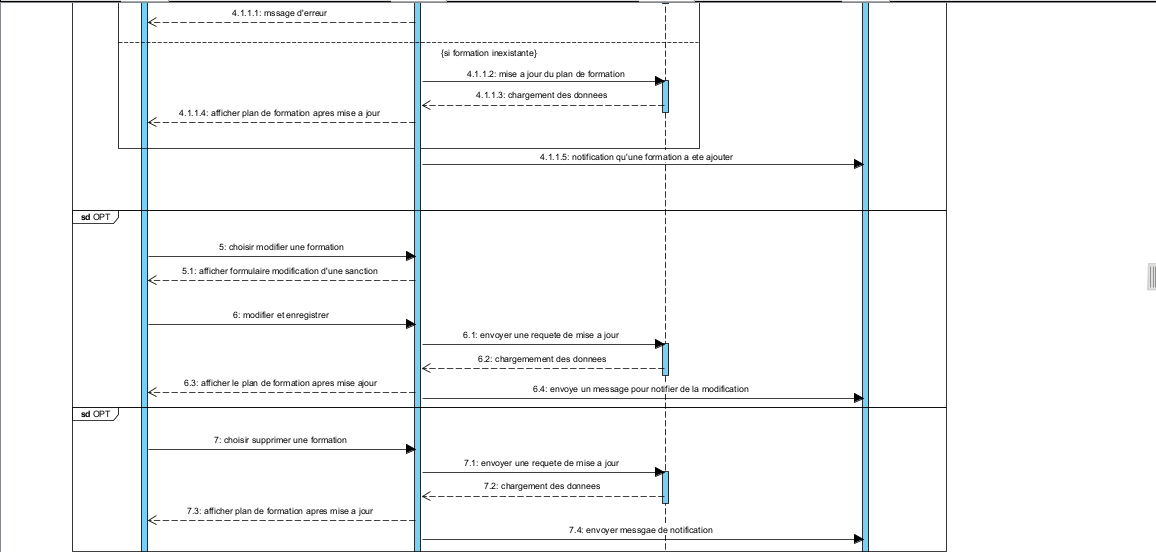 4.1.1.1: mssage d'erreur
{si formation inexistante}
4.1.1.2: mise a jour du plan de formation
4.1.1.3: chargement des donnees
4.1.1.4: afficher plan de formation apres mise a jour
4.1.1.5: notification qu'une formation a ete ajouter
sd OPT
5: choisir modifier une formation
5.1: afficher formulaire modification d'une sanction
6: modifier et enregistrer
6.1: envoyer une requete de mise a jour
6.2: chargemement des donnees
6.3: afficher le plan de formation apres mise ajour
6.4: envoye un message pour notifier de la modification
sd OPT
7: choisir supprimer une formation
7.1: envoyer une requete de mise a jour
7.2: chargement des donnees
7.3: afficher plan de formation apres mise a jour
7.4: envoyer messgae de notification